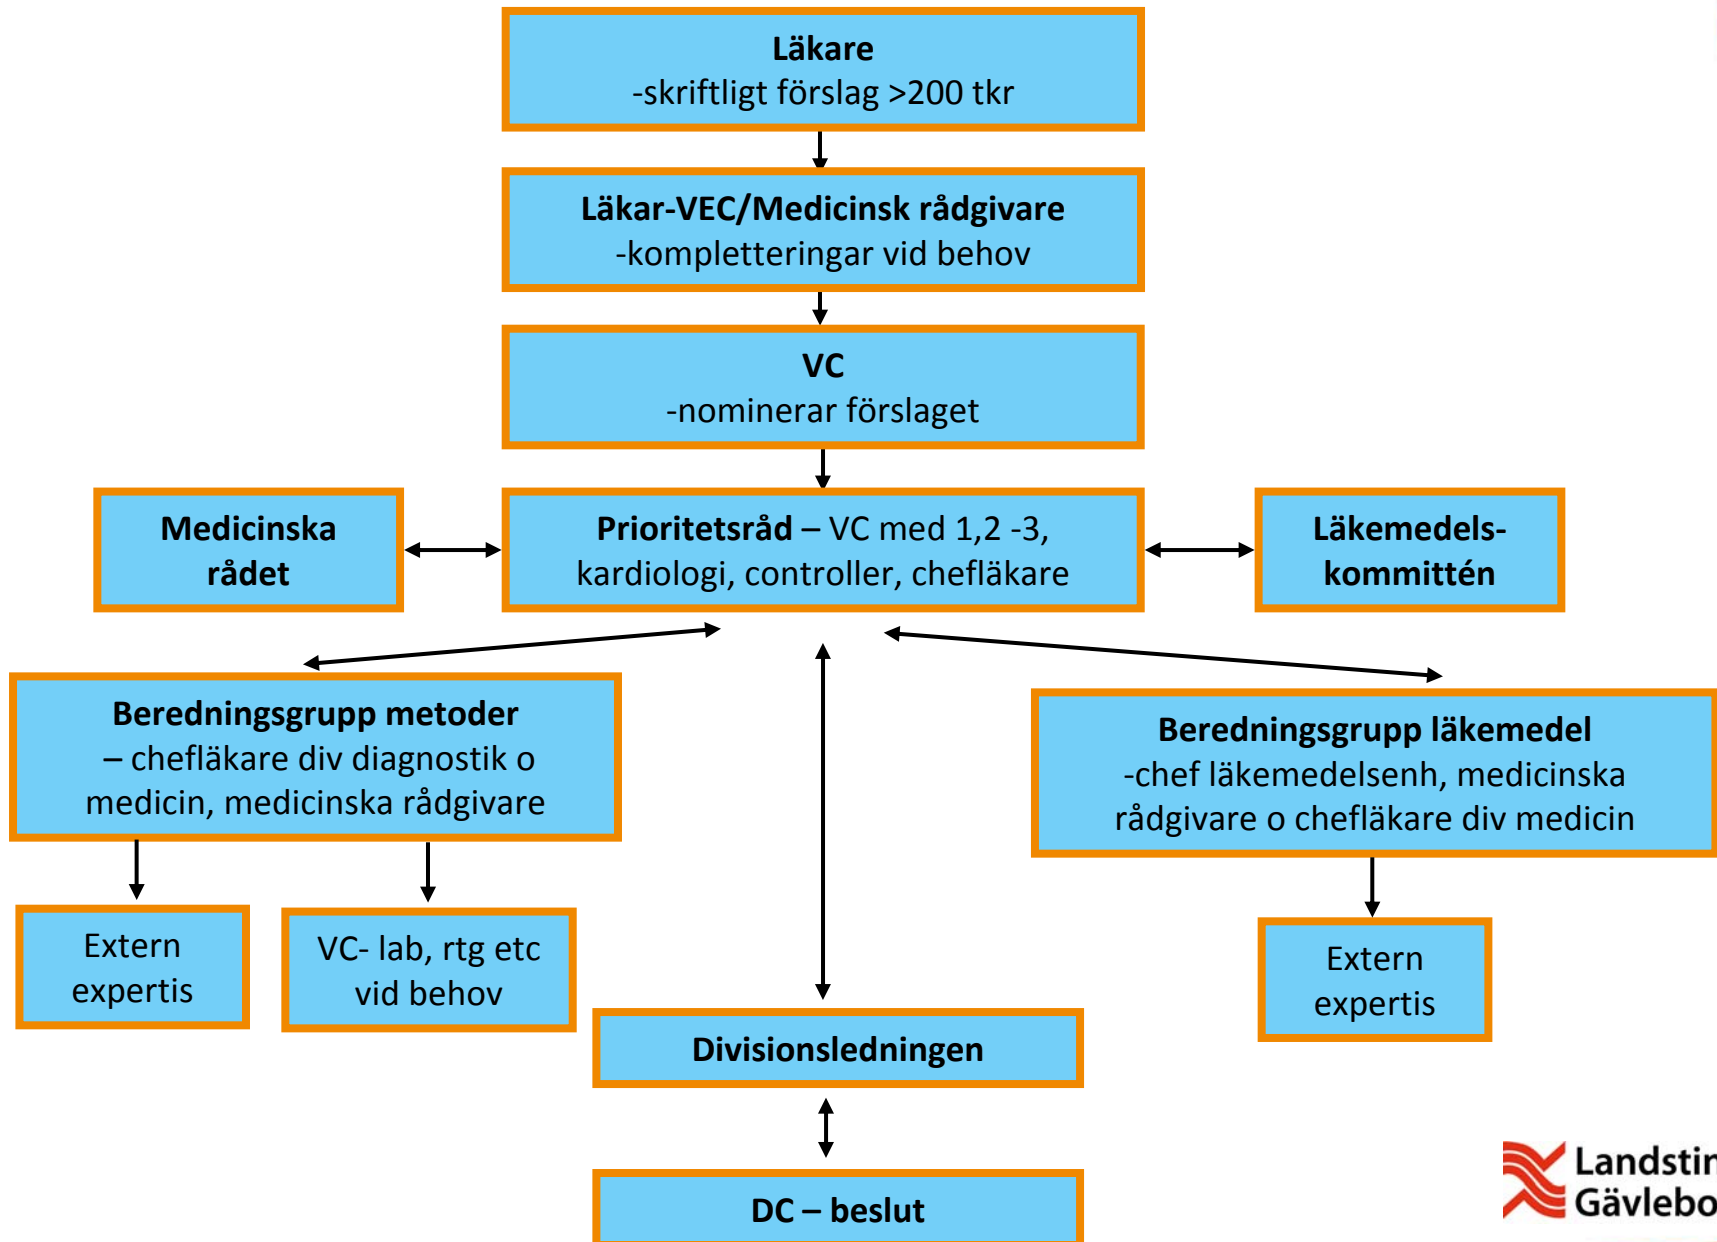 Läkare
-skriftligt förslag >200 tkr
Läkar-VEC/Medicinsk rådgivare
-kompletteringar vid behov
VC
-nominerar förslaget
Medicinska
rådet
Prioritetsråd – VC med 1,2 -3,
kardiologi, controller, chefläkare
Läkemedels-
kommittén
Beredningsgrupp metoder
– chefläkare div diagnostik o
medicin, medicinska rådgivare
Beredningsgrupp läkemedel
-chef läkemedelsenh, medicinska
rådgivare o chefläkare div medicin
Extern
expertis
VC- lab, rtg etc
vid behov
Extern
expertis
Divisionsledningen
DC – beslut
Landstin
Gävlebo